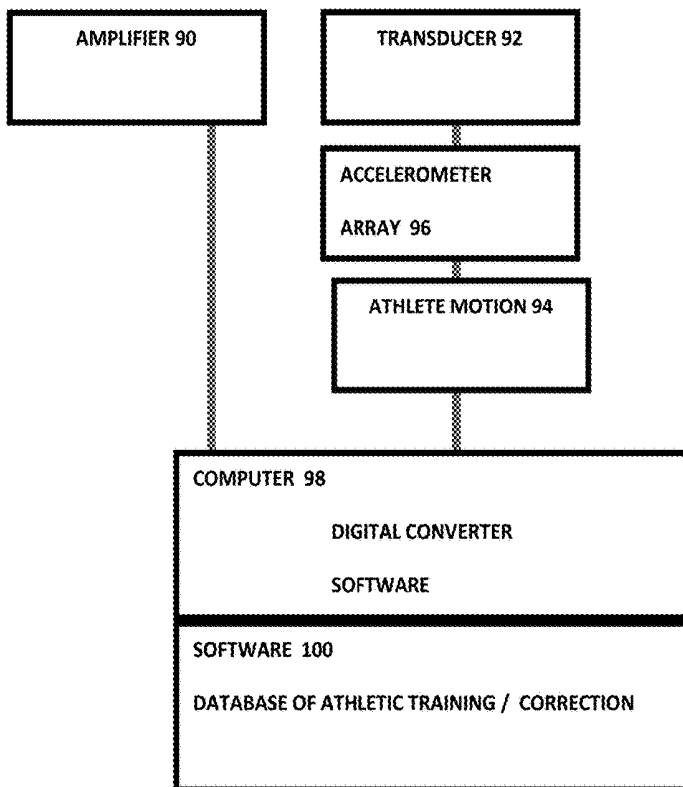 AMPLIFIER 90
TRANSDUCER 92
ACCELEROMETER
ARRAY 96
ATHLETE MOTION 94
COMPUTER 98
DIGITAL CONVERTER
SOFTWARE
SOFTWARE 100
DATABASE OF ATHLETIC TRAINING / CORRECTION